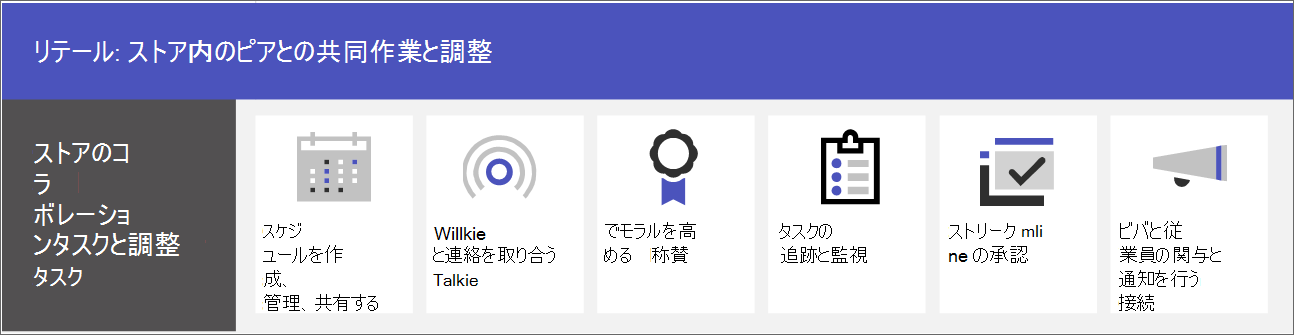 リテール: ストア内のピアとの共同作業と調整
ストアのコ
ラ
ボレーショ
ンタスクと調整
タスク
スケジ
ュールを作
成、
管理、共有する
Willkie
と連絡を取り合う
Talkie
でモラルを高
める 称賛
タスクの
追跡と監視
ストリーク mli
ne の承認
ビバと従
業員の関与と
通知を行う
接続